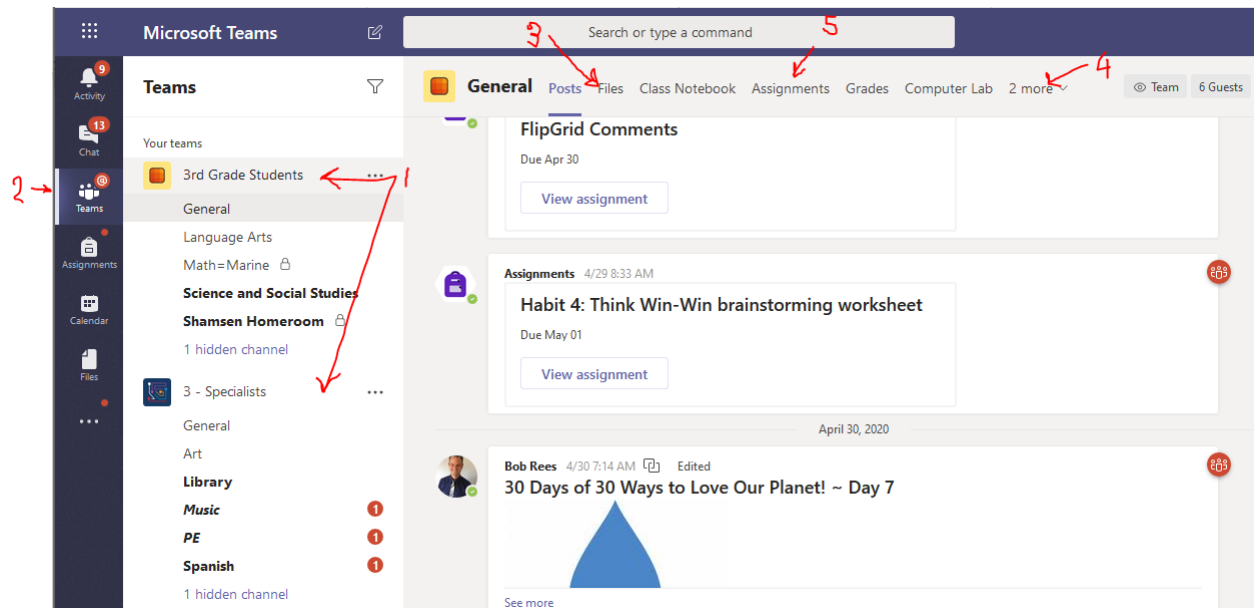 Microsoft Teams
Search or type a command
3
5
4
9
Activity
13
Chat
2
@
Teams
Assignments
Calendar
Files
Teams
Your teams
3rd Grade Students
1
General
Language Arts
Math=Marine
Science and Social Studies
Shamsen Homeroom
1 hidden channel
3 - Specialists
General
Art
Library
Music 1
PE 1
Spanish 1
1 hidden channel
General Posts Files Class Notebook Assignments Grades Computer Lab 2 more Team 6 Guests
FlipGrid Comments
Due Apr 30
View assignment
Assignments 4/29 8:33 AM
Habit 4: Think Win-Win brainstorming worksheet
Due May 01
View assignment
April 30, 2020
Bob Rees 4/30 7:14 AM Edited
30 Days of 30 Ways to Love Our Planet! ~ Day 7
See more